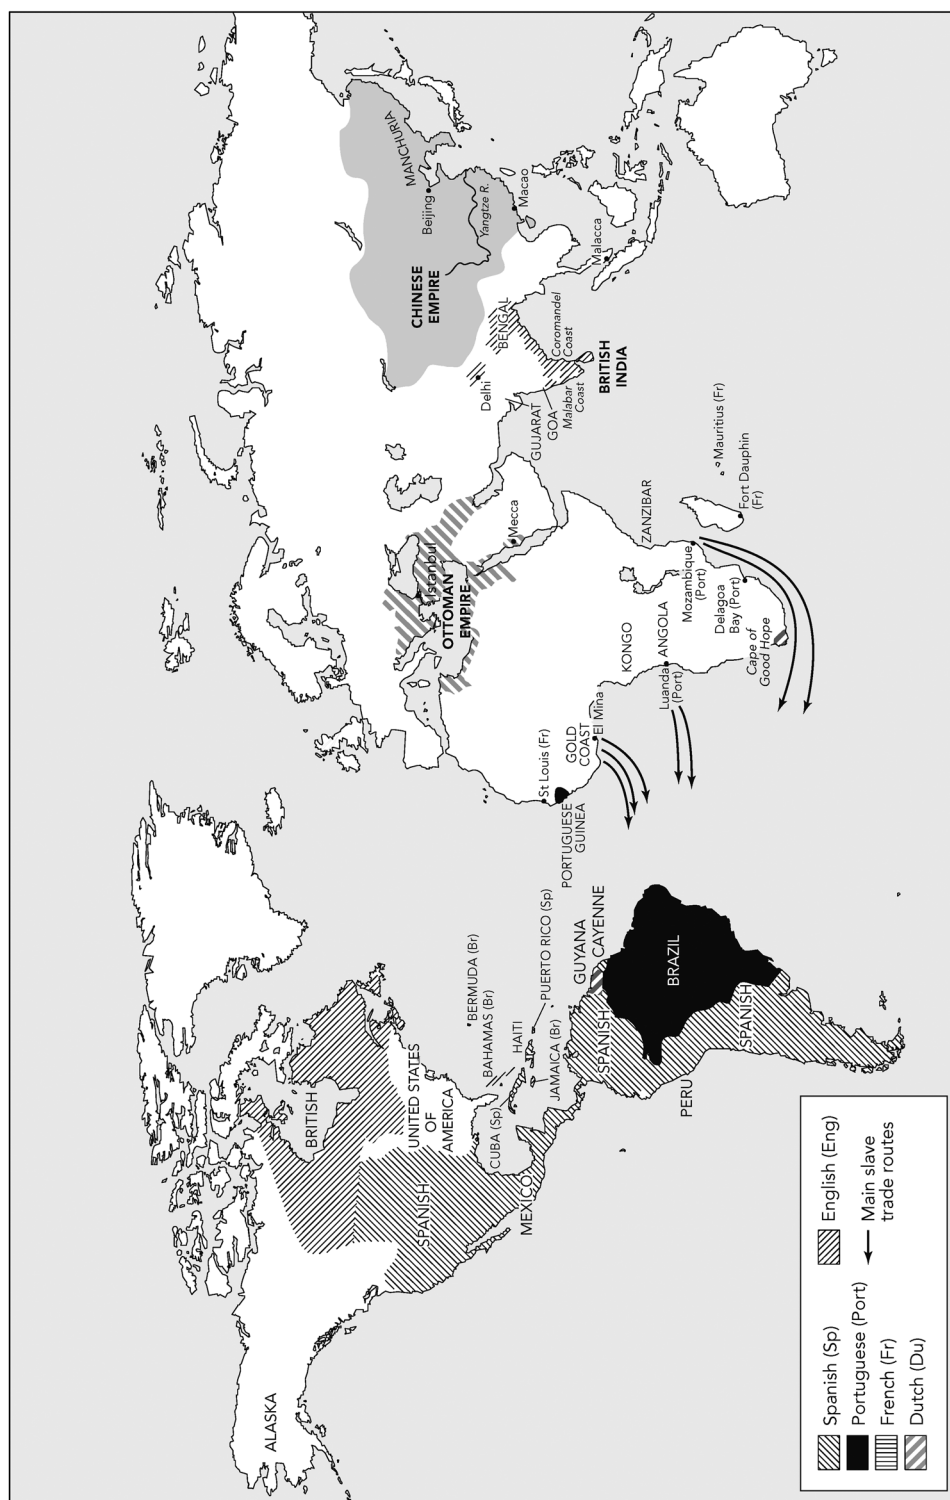 ALASKA
BRITISH
UNITED STATES
OF
AMERICA
SPANISH
MEXICO
BERMUDA (Br)
BAHAMAS (Br)
CUBA (Sp)
HAITI
JAMAICA (Br)
PUERTO RICO (Sp)
GUYANA
CAYENNE
SPANISH
BRAZIL
PERU
SPANISH
OTTOMAN
EMPIRE
Istanbul
Mecca
St Louis (Fr)
PORTUGUESE
GUINEA
GOLD
COAST
El Mina
KONGO
Luanda
(Port)
ANGOLA
ZANZIBAR
Mozambique
(Port)
Delagoa
Bay (Port)
Cape of
Good Hope
Mauritius (Fr)
Fort Dauphin
(Fr)
CHINESE
EMPIRE
MANCHURIA
Beijing
Yangtze R.
Macao
Delhi
BENGAL
GUJARAT
GOA
Malabar
Coast
Coromandel
Coast
BRITISH
INDIA
Malacca
Spanish (Sp)
Portuguese (Port)
French (Fr)
Dutch (Du)
English (Eng)
Main slave
trade routes